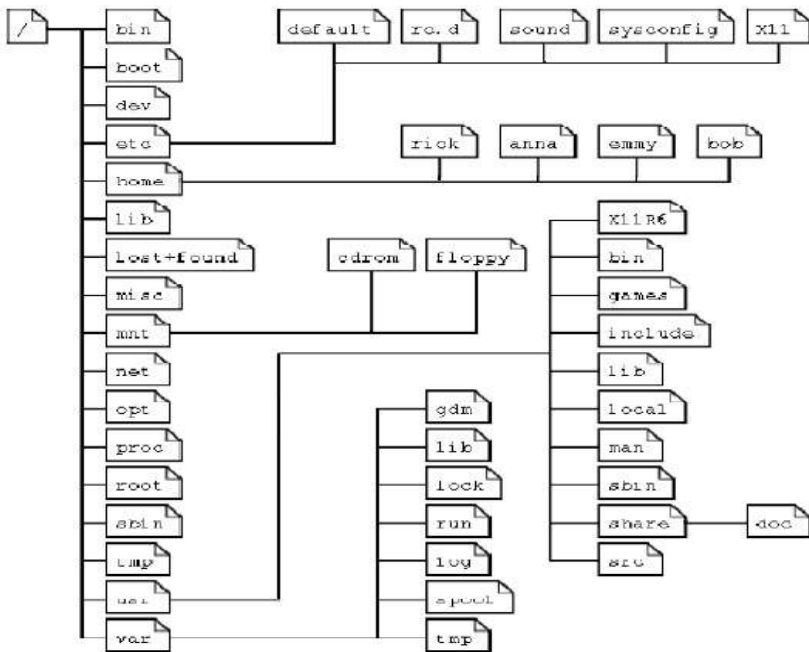 / bin default rc.d sound sysconfig X11
boot
dev
etc rick anna emmy bob
home
lib X11R6
lost+found cdrom floppy bin
misc games
mnt include
net lib
opt gdm local
proc lib man
root lock sbin
sbin run share doc
tmp log src
usr spool
var tmp